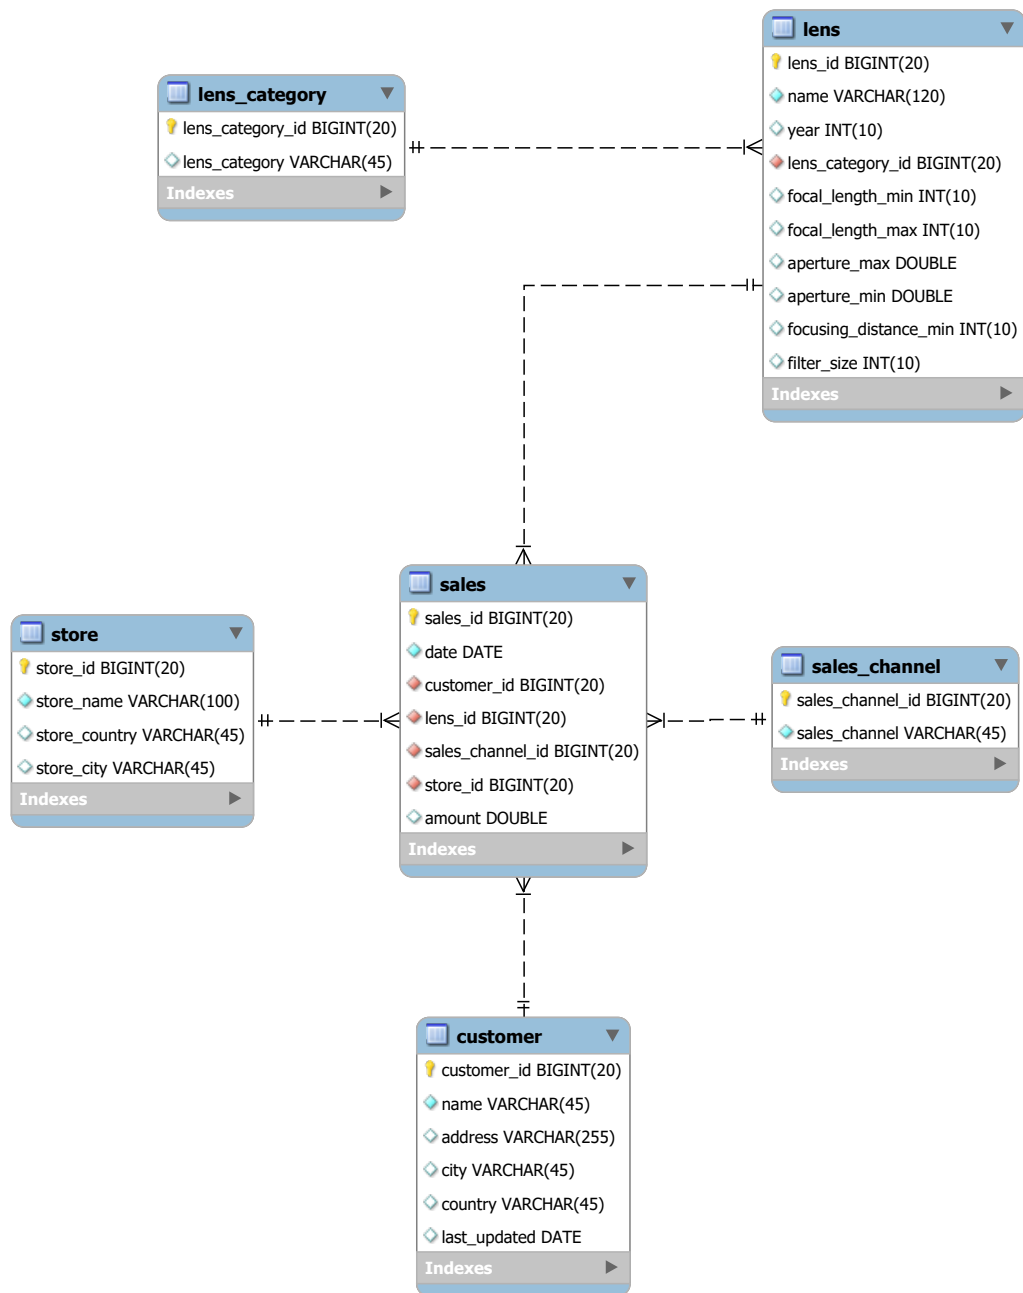 lens
lens_id BIGINT(20)
name VARCHAR(120)
year INT(10)
lens_category_id BIGINT(20)
focal_length_min INT(10)
focal_length_max INT(10)
aperture_max DOUBLE
aperture_min DOUBLE
focusing_distance_min INT(10)
filter_size INT(10)
Indexes
lens_category
lens_category_id BIGINT(20)
lens_category VARCHAR(45)
Indexes
sales
sales_id BIGINT(20)
date DATE
customer_id BIGINT(20)
lens_id BIGINT(20)
sales_channel_id BIGINT(20)
store_id BIGINT(20)
amount DOUBLE
Indexes
store
store_id BIGINT(20)
store_name VARCHAR(100)
store_country VARCHAR(45)
store_city VARCHAR(45)
Indexes
sales_channel
sales_channel_id BIGINT(20)
sales_channel VARCHAR(45)
Indexes
customer
customer_id BIGINT(20)
name VARCHAR(45)
address VARCHAR(255)
city VARCHAR(45)
country VARCHAR(45)
last_updated DATE
Indexes